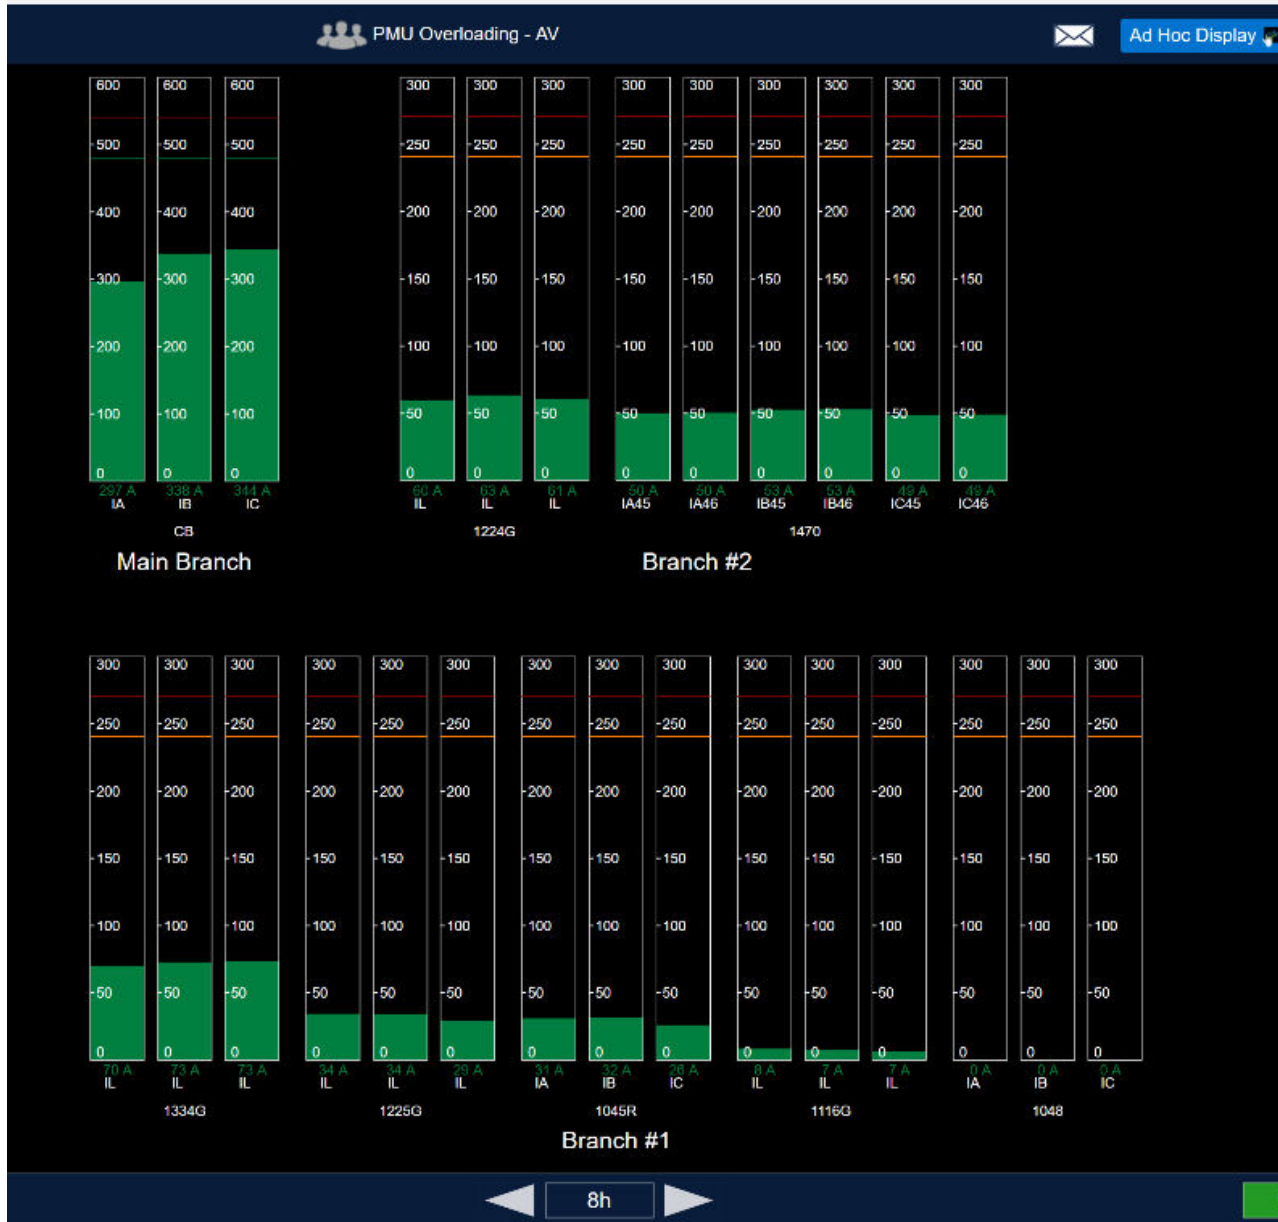 PMU Overloading - AV
Ad Hoc Display
600 600 600 300 300 300 300 300 300 300 300 300
500 500 500 250 250 250 250 250 250 250 250 250
400 400 400 200 200 200 200 200 200 200 200 200
300 300 300 150 150 150 150 150 150 150 150 150
200 200 200 100 100 100 100 100 100 100 100 100
100 100 100 50 50 50 50 50 50 50 50 50
0 0 0 0 0 0 0 0 0 0 0 0
297 A 338 A 344 A 60 A 63 A 61 A 50 A 50 A 53 A 53 A 49 A 49 A
IA IB IC IL IL IL IA45 IA46 IB45 IB46 IC45 IC46
CB 1224G 1470
Main Branch Branch #2
300 300 300 300 300 300 300 300 300 300 300 300 300 300 300
250 250 250 250 250 250 250 250 250 250 250 250 250 250 250
200 200 200 200 200 200 200 200 200 200 200 200 200 200 200
150 150 150 150 150 150 150 150 150 150 150 150 150 150 150
100 100 100 100 100 100 100 100 100 100 100 100 100 100 100
50 50 50 50 50 50 50 50 50 50 50 50 50 50 50
0 0 0 0 0 0 0 0 0 0 0 0 0 0 0
70 A 73 A 73 A 34 A 34 A 29 A 31 A 32 A 26 A 8 A 7 A 7 A 0 A 0 A 0 A
IL IL IL IL IL IL IA IB IC IL IL IL IA IB IC
1334G 1225G 1045R 1116G 1048
Branch #1
8h